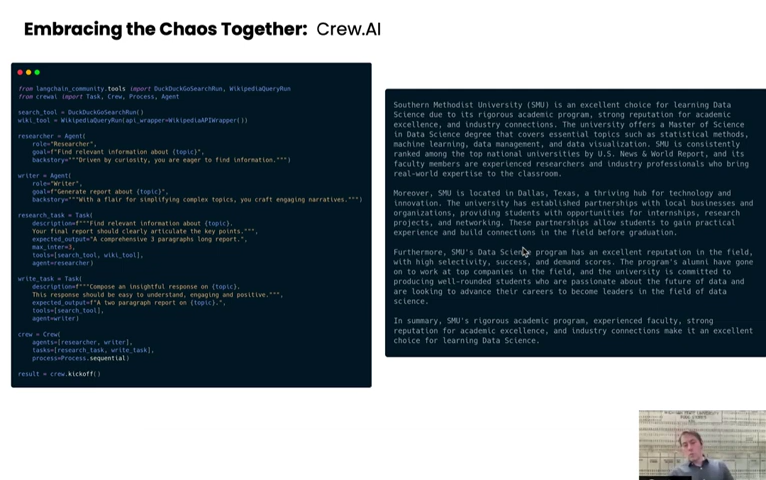 Embracing the Chaos Together: Crew.AI
from langchain_community.tools import DuckDuckGoSearchRun, WikipediaQueryRun
from crewai import Task, Crew, Process, Agent
search_tool = DuckDuckGoSearchRun()
wiki_tool = WikipediaQueryRun(api_wrapper=WikipediaAPIWrapper())
researcher = Agent(
role="Researcher",
goal=f"Find relevant information about {topic}",
backstory="""Driven by curiosity, you are eager to find information.""")
writer = Agent(
role="Writer",
goal=f"Generate report about {topic}",
backstory="""With a flair for simplifying complex topics, you craft engaging narratives.""")
research_task = Task(
description=f"""Find relevant information about {topic}.
Your final report should clearly articulate the key points.""",
expected_output="A comprehensive 3 paragraphs long report.",
max_inter=3,
tools=[search_tool, wiki_tool],
agent=researcher)
write_task = Task(
description=f"""Compose an insightful response on {topic}.
This response should be easy to understand, engaging and positive.""",
expected_output=f"A two paragraph report on {topic}.",
tools=[search_tool],
agent=writer)
crew = Crew(
agents=[researcher, writer],
tasks=[research_task, write_task],
process=Process.sequential)
result = crew.kickoff()
Southern Methodist University (SMU) is an excellent choice for learning Data
Science due to its rigorous academic program, strong reputation for academic
excellence, and industry connections. The university offers a Master of Science
in Data Science degree that covers essential topics such as statistical methods,
machine learning, data management, and data visualization. SMU is consistently
ranked among the top national universities by U.S. News & World Report, and its
faculty members are experienced researchers and industry professionals who bring
real-world expertise to the classroom.
Moreover, SMU is located in Dallas, Texas, a thriving hub for technology and
innovation. The university has established partnerships with local businesses and
organizations, providing students with opportunities for internships, research
projects, and networking. These partnerships allow students to gain practical
experience and build connections in the field before graduation.
Furthermore, SMU's Data Science program has an excellent reputation in the field,
with high selectivity, success, and demand scores. The program's alumni have gone
on to work at top companies in the field, and the university is committed to
producing well-rounded students who are passionate about the future of data and
are looking to advance their careers to become leaders in the field of data
science.
In summary, SMU's rigorous academic program, experienced faculty, strong
reputation for academic excellence, and industry connections make it an excellent
choice for learning Data Science.